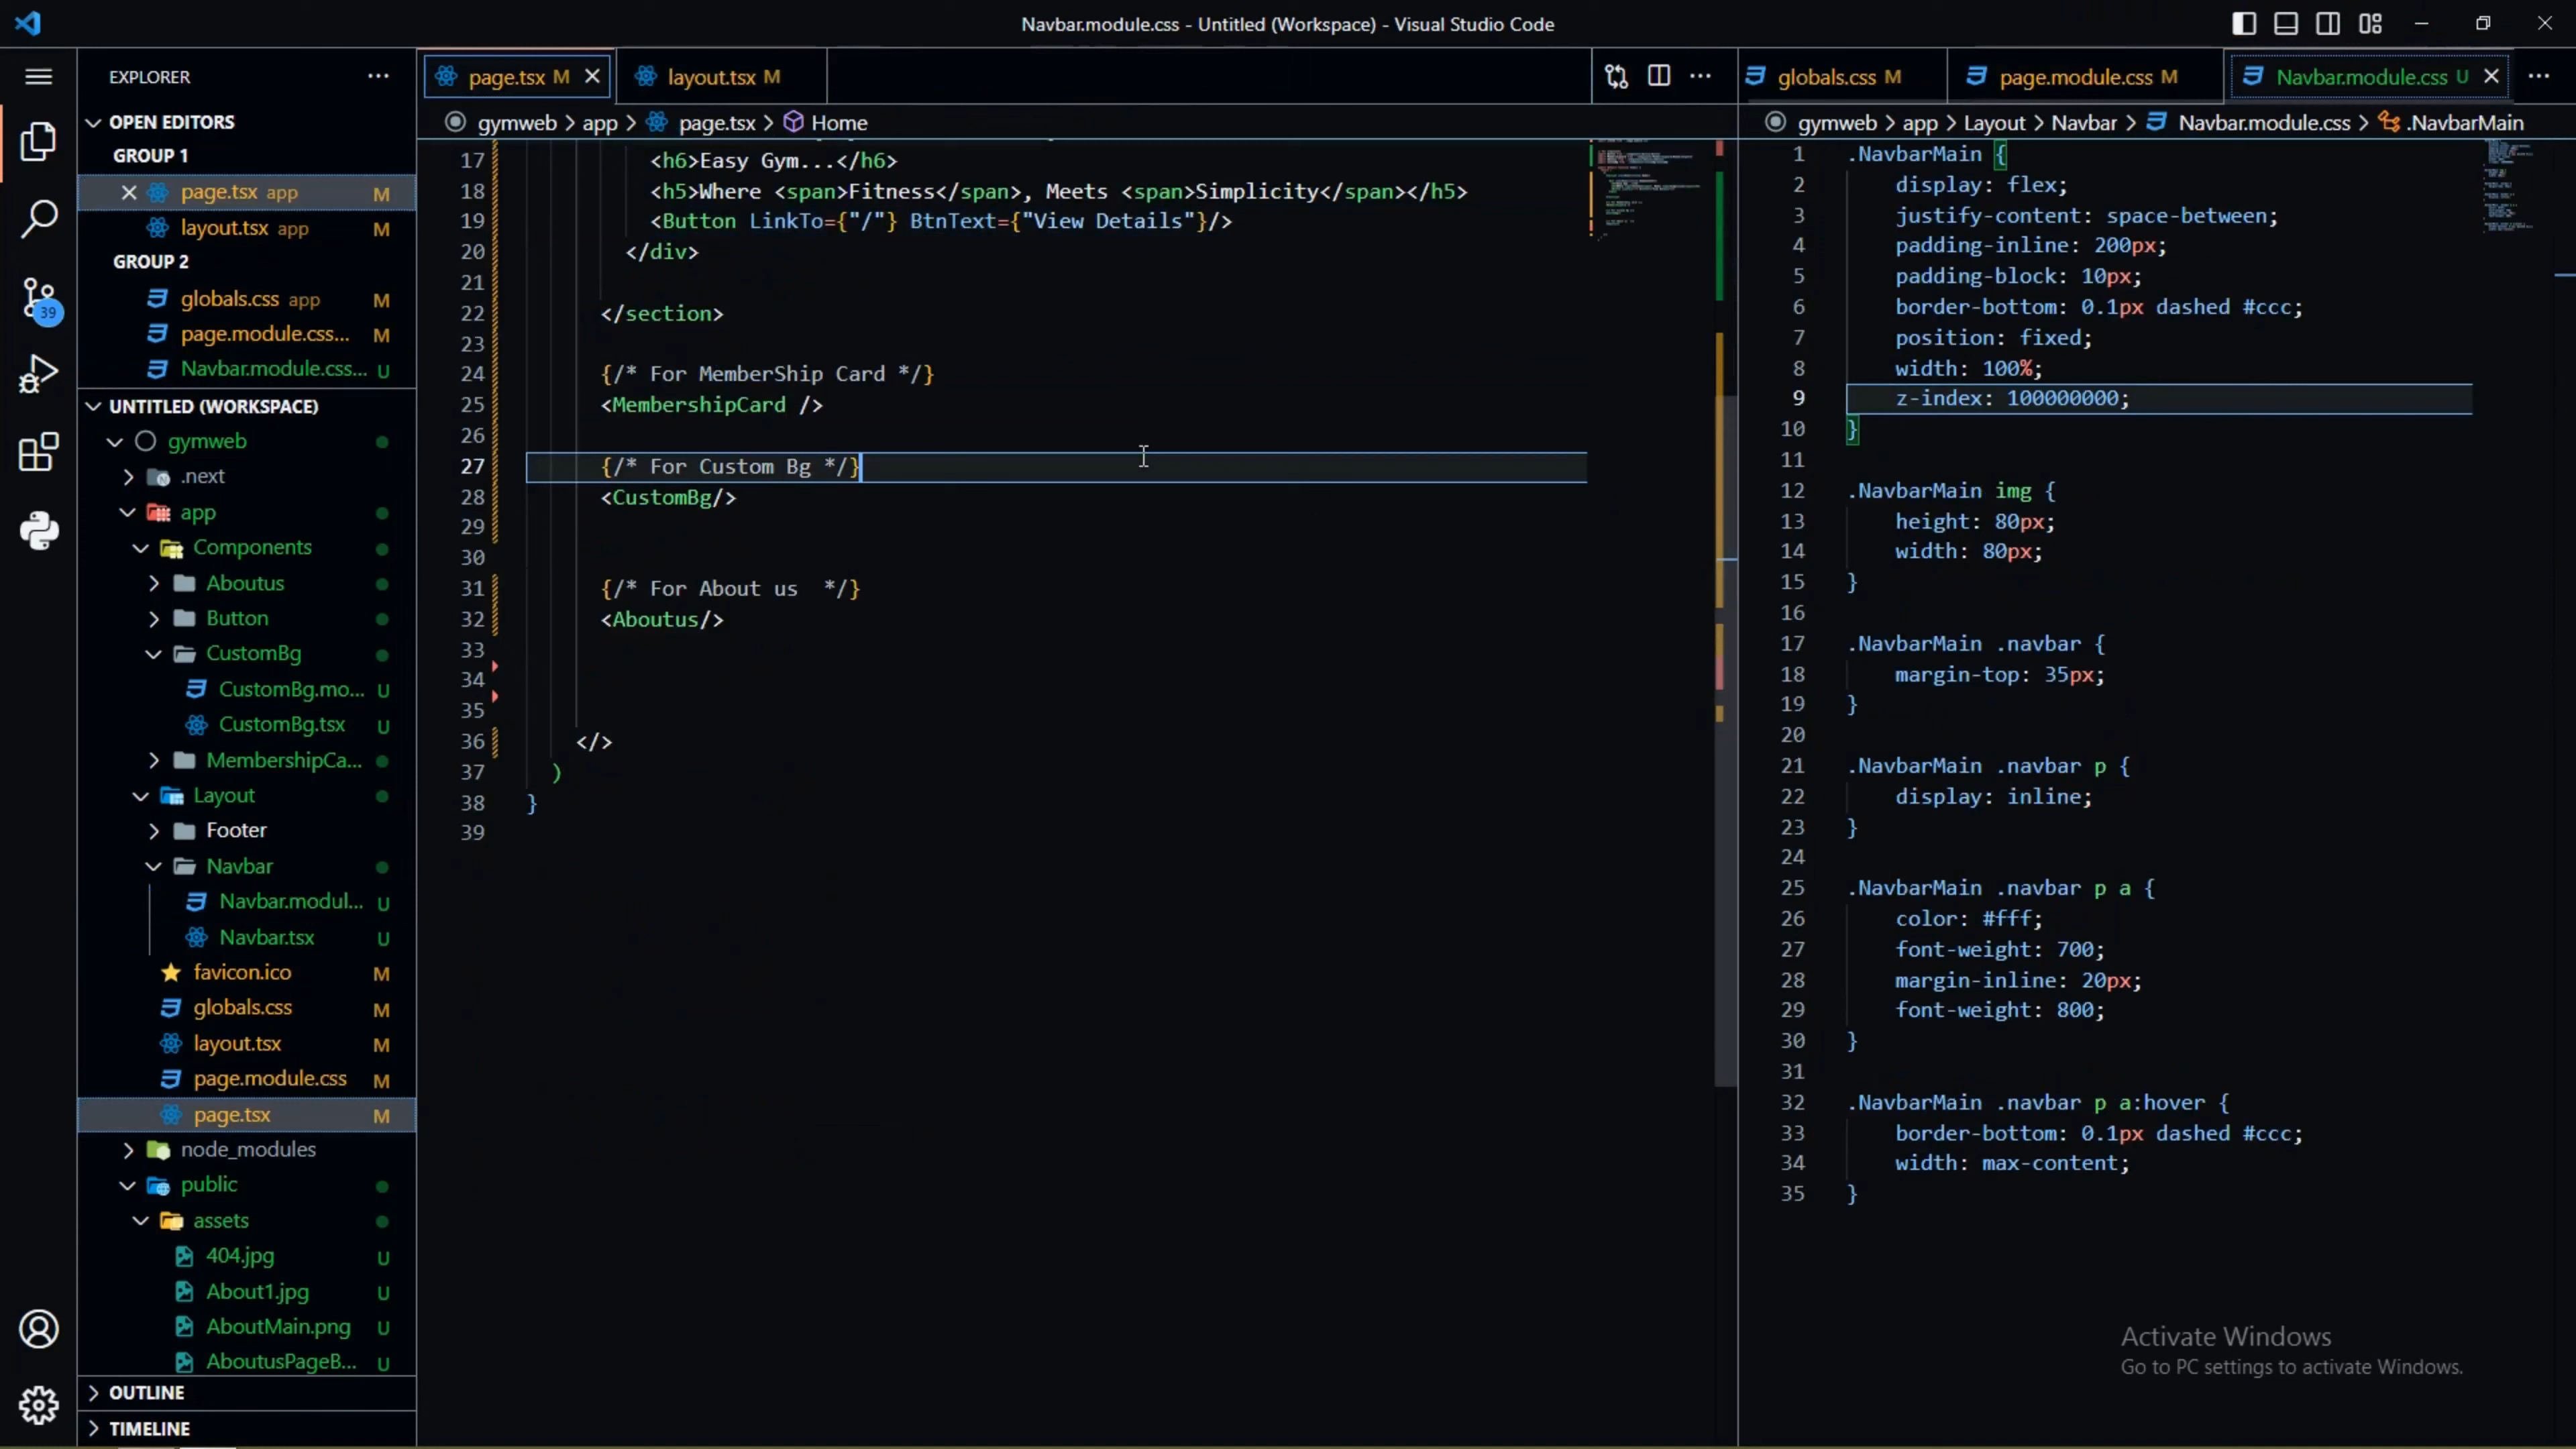 Navbar.module.css - Untitled (Workspace) - Visual Studio Code
EXPLORER
OPEN EDITORS
GROUP 1
page.tsx app M
layout.tsx app M
GROUP 2
globals.css app M
page.module.css... M
Navbar.module.css... U
UNTITLED (WORKSPACE)
gymweb
.next
app
Components
Aboutus
Button
CustomBg
CustomBg.mo... U
CustomBg.tsx U
MembershipCa...
Layout
Footer
Navbar
Navbar.modul... U
Navbar.tsx U
favicon.ico M
globals.css M
layout.tsx M
page.module.css M
page.tsx M
node_modules
public
assets
404.jpg U
About1.jpg U
AboutMain.png U
AboutusPageB... U
OUTLINE
TIMELINE
39
page.tsx M
layout.tsx M
gymweb > app > page.tsx > Home
17 <h6>Easy Gym...</h6>
18 <h5>Where <span>Fitness</span>, Meets <span>Simplicity</span></h5>
19 <Button LinkTo={"/"} BtnText={"View Details"}/>
20 </div>
21
22 </section>
23
24 {/* For MemberShip Card */}
25 <MembershipCard />
26
27 {/* For Custom Bg */}
28 <CustomBg/>
29
30
31 {/* For About us  */}
32 <Aboutus/>
33
34
35
36 </>
37 )
38 }
39
globals.css M
page.module.css M
Navbar.module.css U
gymweb > app > Layout > Navbar > Navbar.module.css > .NavbarMain
1 .NavbarMain {
2 display: flex;
3 justify-content: space-between;
4 padding-inline: 200px;
5 padding-block: 10px;
6 border-bottom: 0.1px dashed #ccc;
7 position: fixed;
8 width: 100%;
9 z-index: 100000000;
10 }
11
12 .NavbarMain img {
13 height: 80px;
14 width: 80px;
15 }
16
17 .NavbarMain .navbar {
18 margin-top: 35px;
19 }
20
21 .NavbarMain .navbar p {
22 display: inline;
23 }
24
25 .NavbarMain .navbar p a {
26 color: #fff;
27 font-weight: 700;
28 margin-inline: 20px;
29 font-weight: 800;
30 }
31
32 .NavbarMain .navbar p a:hover {
33 border-bottom: 0.1px dashed #ccc;
34 width: max-content;
35 }
Activate Windows
Go to PC settings to activate Windows.